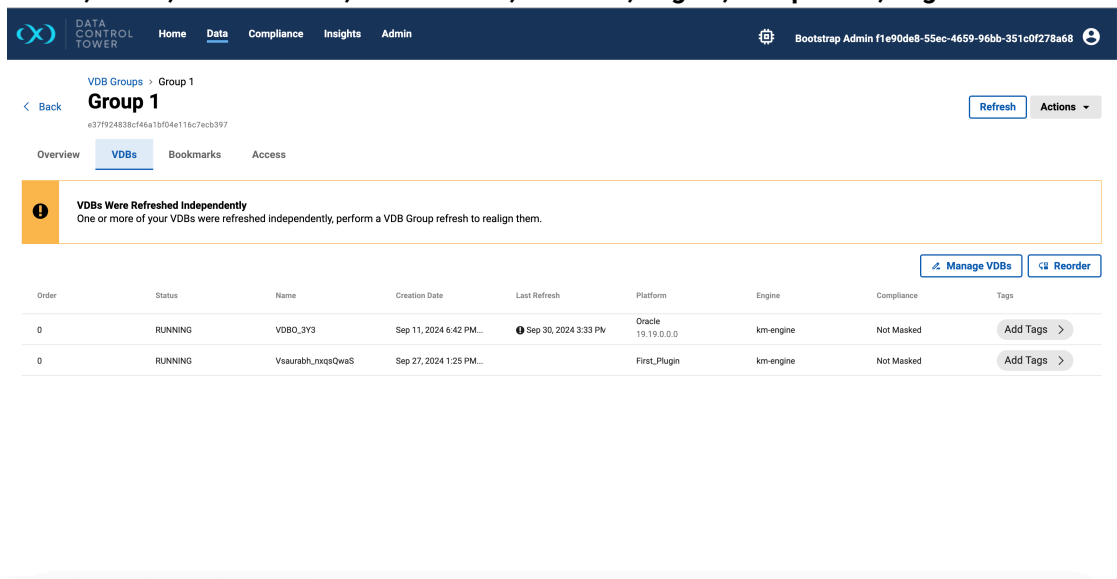 DATA
CONTROL
TOWER
Home Data Compliance Insights Admin
Bootstrap Admin f1e90de8-55ec-4659-96bb-351c0f278a68
VDB Groups > Group 1
Back
Group 1
e37f924838cf46a1bf04e116c7ecb397
Refresh
Actions
Overview VDBs Bookmarks Access
VDBs Were Refreshed Independently
One or more of your VDBs were refreshed independently, perform a VDB Group refresh to realign them.
Manage VDBs
Reorder
Order Status Name Creation Date Last Refresh Platform Engine Compliance Tags
0 RUNNING VDBO_3Y3 Sep 11, 2024 6:42 PM... Sep 30, 2024 3:33 PM Oracle 19.19.0.0.0 km-engine Not Masked Add Tags >
0 RUNNING Vsaurabh_nxqsQwaS Sep 27, 2024 1:25 PM... First_Plugin km-engine Not Masked Add Tags >